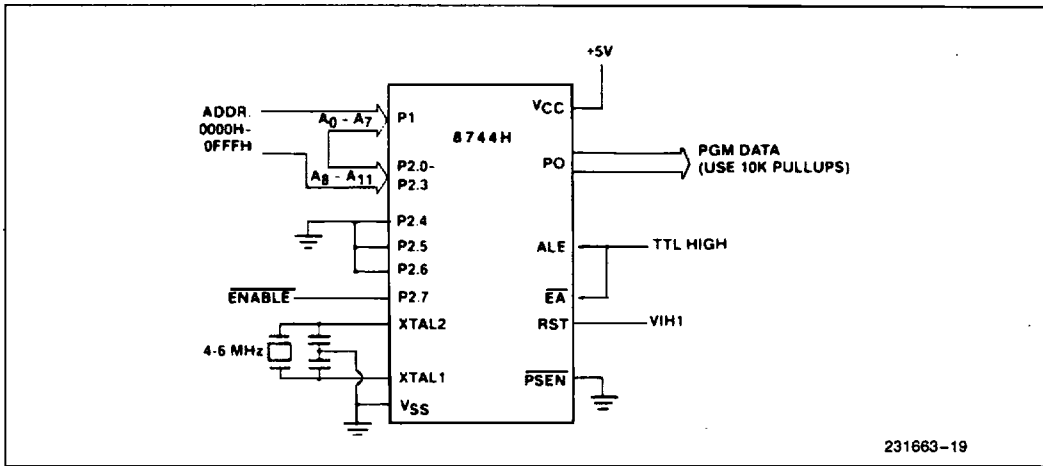 +5V
ADDR.
0000H-
0FFFH
A0 - A7
A8 - A11
P1
P2.0-
P2.3
P2.4
P2.5
P2.6
ENABLE
P2.7
XTAL2
4-6 MHz
XTAL1
VSS
8744H
VCC
PO
PGM DATA
(USE 10K PULLUPS)
ALE
TTL HIGH
EA
RST
VIH1
PSEN
231663-19